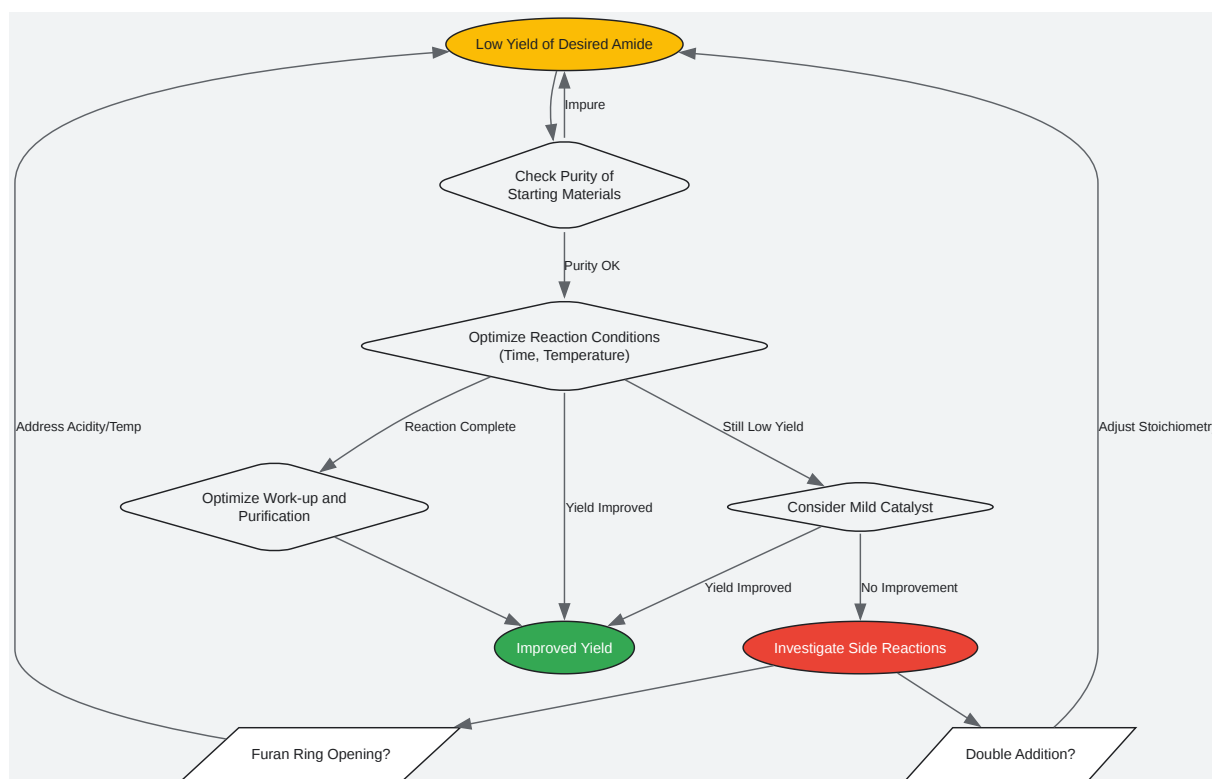 Low Yield of Desired Amide
Impure
Check Purity of
Starting Materials
Purity OK
Optimize Reaction Conditions
(Time, Temperature)
Address Acidity/Temp
Reaction Complete
Still Low Yield
Adjust Stoichiometr
Optimize Work-up and
Purification
Yield Improved
Consider Mild Catalyst
Yield Improved
No Improvement
Improved Yield
Investigate Side Reactions
Furan Ring Opening?
Double Addition?